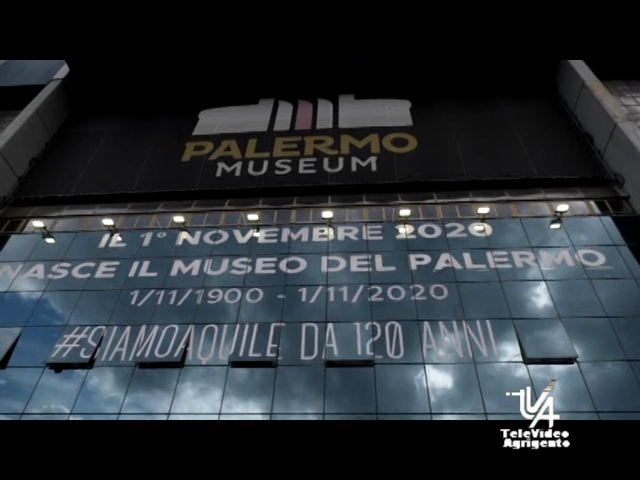 PALERMO
MUSEUM
IL 1° NOVEMBRE 2020
NASCE IL MUSEO DEL PALERMO
1/11/1900 - 1/11/2020
#SIAMOAQUILE DA 120 ANNI
TVA
TeleVideo
Agrigento